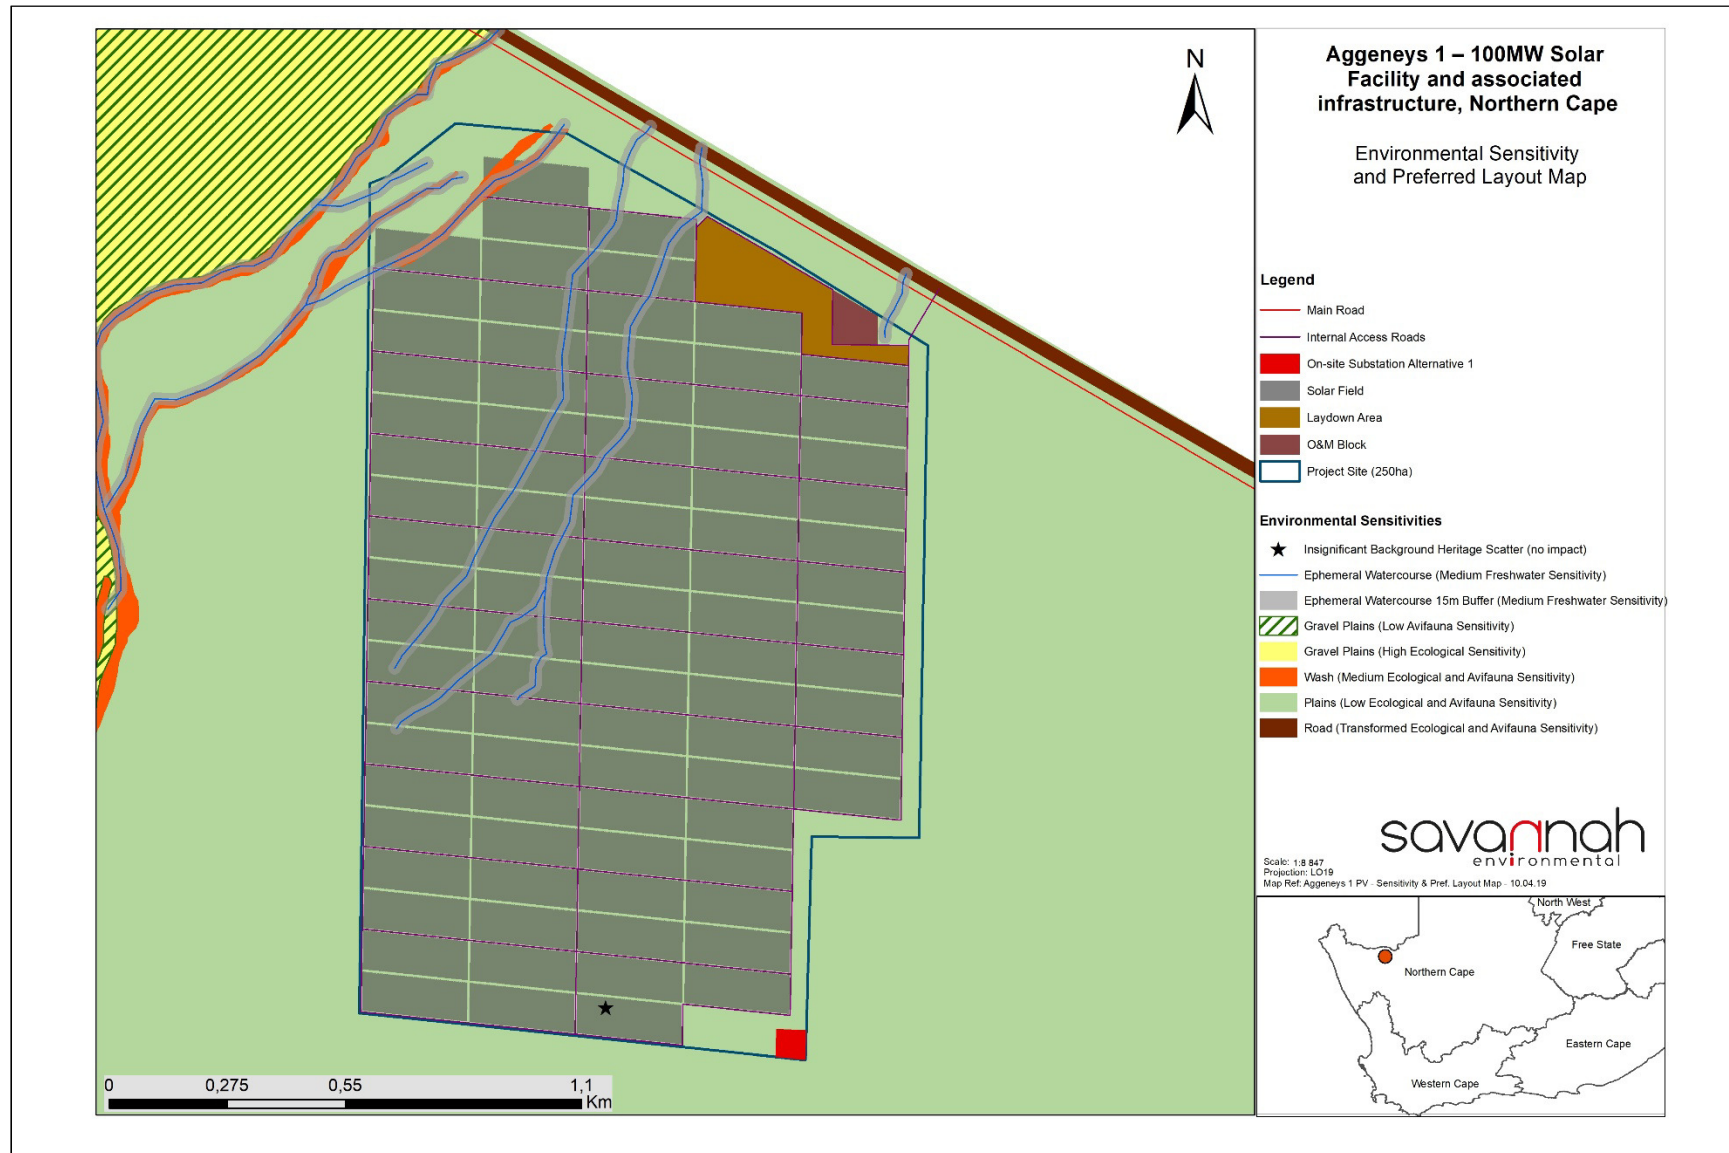 N
0 0,275 0,55 1,1
Km
Aggeneys 1 – 100MW Solar
Facility and associated
infrastructure, Northern Cape
Environmental Sensitivity
and Preferred Layout Map
Legend
Main Road
Internal Access Roads
On-site Substation Alternative 1
Solar Field
Laydown Area
O&M Block
Project Site (250ha)
Environmental Sensitivities
Insignificant Background Heritage Scatter (no impact)
Ephemeral Watercourse (Medium Freshwater Sensitivity)
Ephemeral Watercourse 15m Buffer (Medium Freshwater Sensitivity)
Gravel Plains (Low Avifauna Sensitivity)
Gravel Plains (High Ecological Sensitivity)
Wash (Medium Ecological and Avifauna Sensitivity)
Plains (Low Ecological and Avifauna Sensitivity)
Road (Transformed Ecological and Avifauna Sensitivity)
savannah
environmental
Scale: 1:8 847
Projection: LO19
Map Ref: Aggeneys 1 PV - Sensitivity & Pref. Layout Map - 10.04.19
North West
Free State
Northern Cape
Eastern Cape
Western Cape